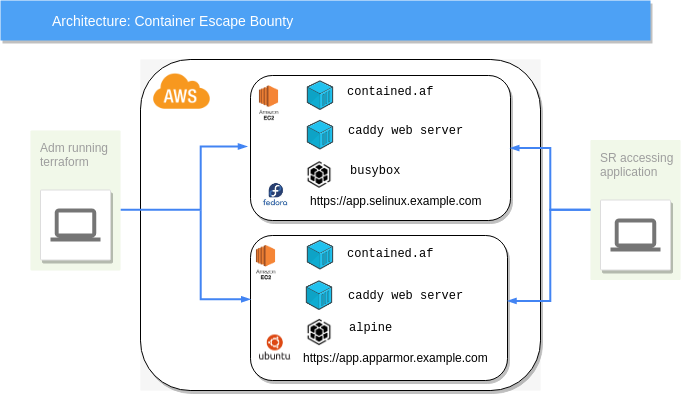 Architecture: Container Escape Bounty
AWS
Amazon
EC2
contained.af
caddy web server
busybox
fedora
https://app.selinux.example.com
Adm running
terraform
SR accessing
application
Amazon
EC2
contained.af
caddy web server
alpine
ubuntu
https://app.apparmor.example.com